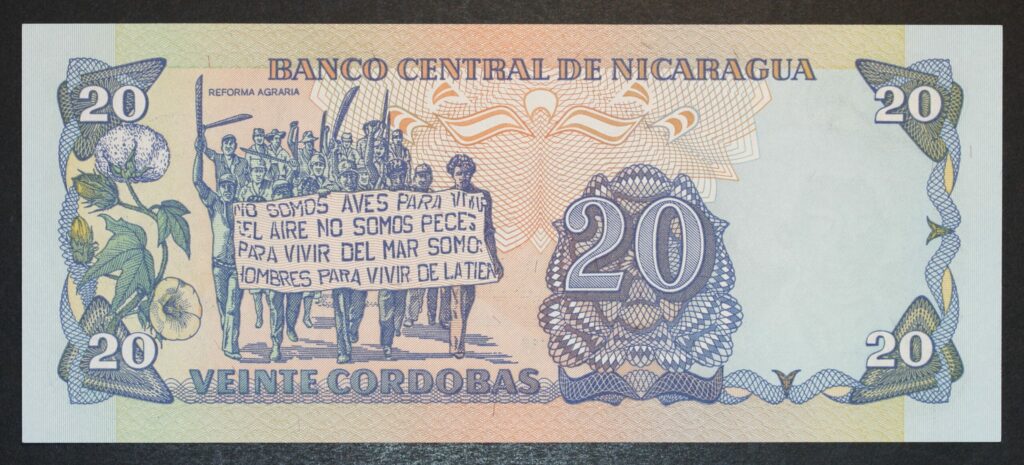 BANCO CENTRAL DE NICARAGUA
20
20
REFORMA AGRARIA
NO SOMOS AVES PARA VIVIR
DEL AIRE NO SOMOS PECES
PARA VIVIR DEL MAR SOMOS
HOMBRES PARA VIVIR DE LA TIER
20
20
20
VEINTE CORDOBAS